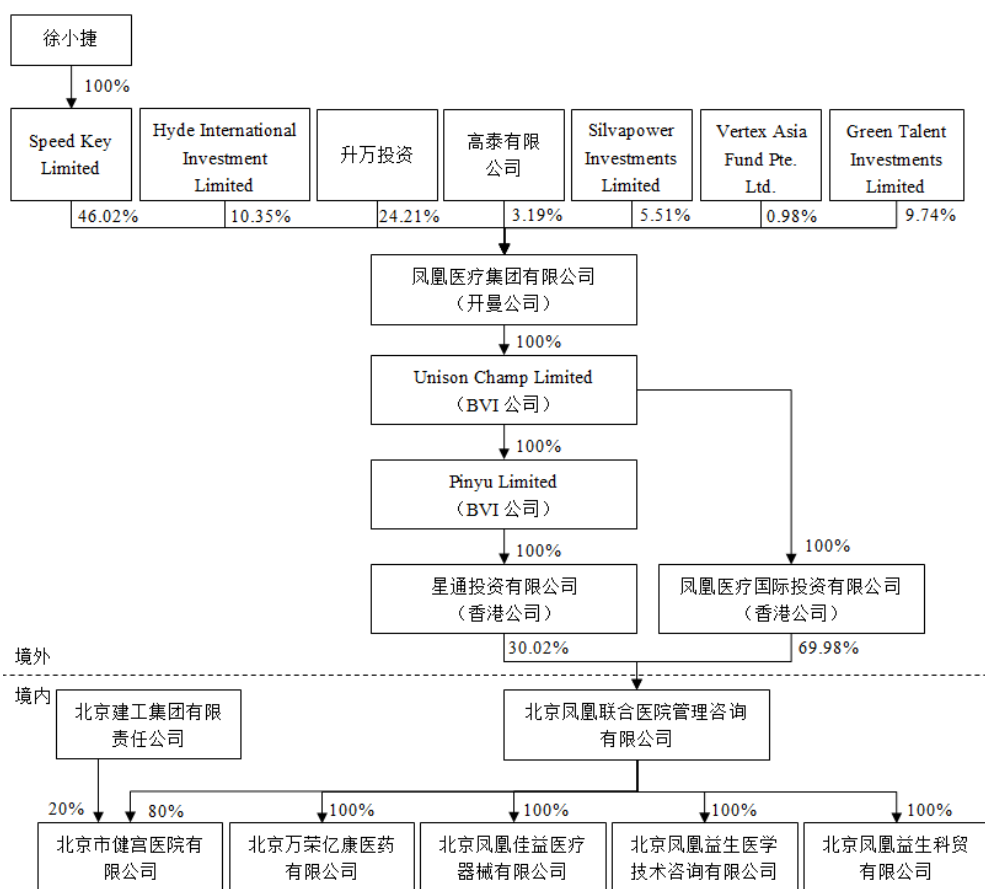 徐小捷
100%
Speed Key
Limited
Hyde International
Investment
Limited
升万投资
高泰有限
公司
Silvapower
Investments
Limited
Vertex Asia
Fund Pte.
Ltd.
Green Talent
Investments
Limited
46.02%
10.35%
24.21%
3.19%
5.51%
0.98%
9.74%
凤凰医疗集团有限公司
（开曼公司）
100%
Unison Champ Limited
（BVI 公司）
100%
Pinyu Limited
（BVI 公司）
100%
100%
星通投资有限公司
（香港公司）
凤凰医疗国际投资有限公司
（香港公司）
30.02%
69.98%
境外
境内
北京建工集团有限
责任公司
北京凤凰联合医院管理咨询
有限公司
20%
80%
100%
100%
100%
100%
北京市健宫医院有
限公司
北京万荣亿康医药
有限公司
北京凤凰佳益医疗
器械有限公司
北京凤凰益生医学
技术咨询有限公司
北京凤凰益生科贸
有限公司